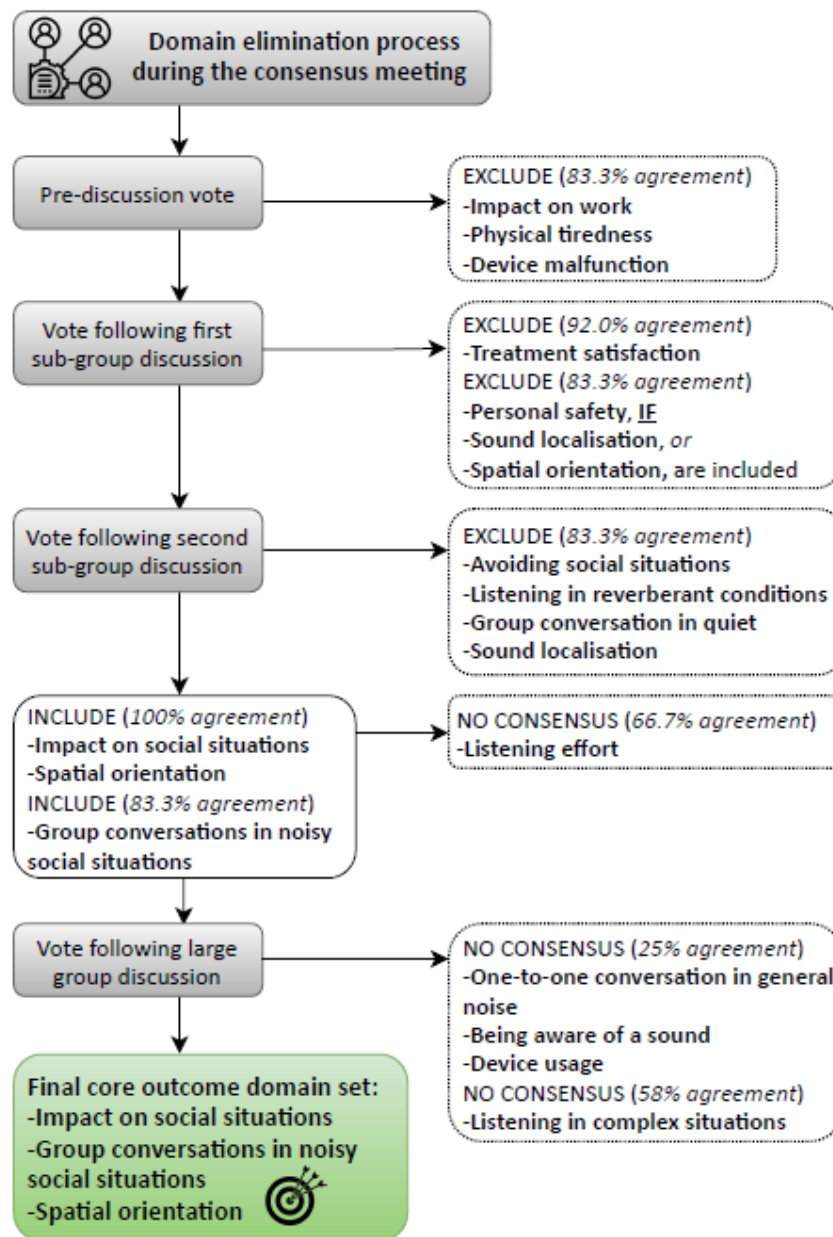 Domain elimination process
during the consensus meeting
Pre-discussion vote
EXCLUDE (83.3% agreement)
-Impact on work
-Physical tiredness
-Device malfunction
Vote following first
sub-group discussion
EXCLUDE (92.0% agreement)
-Treatment satisfaction
EXCLUDE (83.3% agreement)
-Personal safety, IF
-Sound localisation, or
-Spatial orientation, are included
Vote following second
sub-group discussion
EXCLUDE (83.3% agreement)
-Avoiding social situations
-Listening in reverberant conditions
-Group conversation in quiet
-Sound localisation
INCLUDE (100% agreement)
-Impact on social situations
-Spatial orientation
INCLUDE (83.3% agreement)
-Group conversations in noisy
social situations
NO CONSENSUS (66.7% agreement)
-Listening effort
Vote following large
group discussion
NO CONSENSUS (25% agreement)
-One-to-one conversation in general
noise
-Being aware of a sound
-Device usage
NO CONSENSUS (58% agreement)
-Listening in complex situations
Final core outcome domain set:
-Impact on social situations
-Group conversations in noisy
social situations
-Spatial orientation